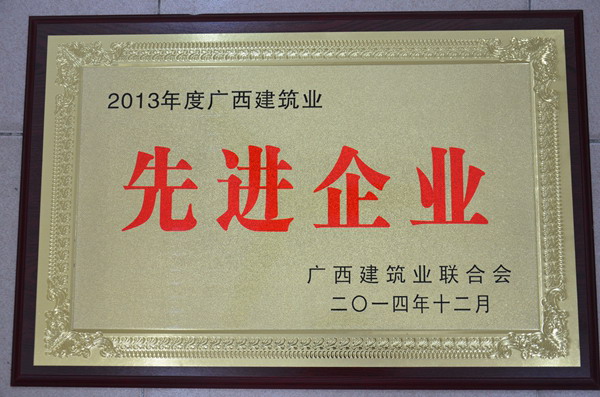 2013年度广西建筑业
先进企业
广西建筑业联合会
二〇一四年十二月